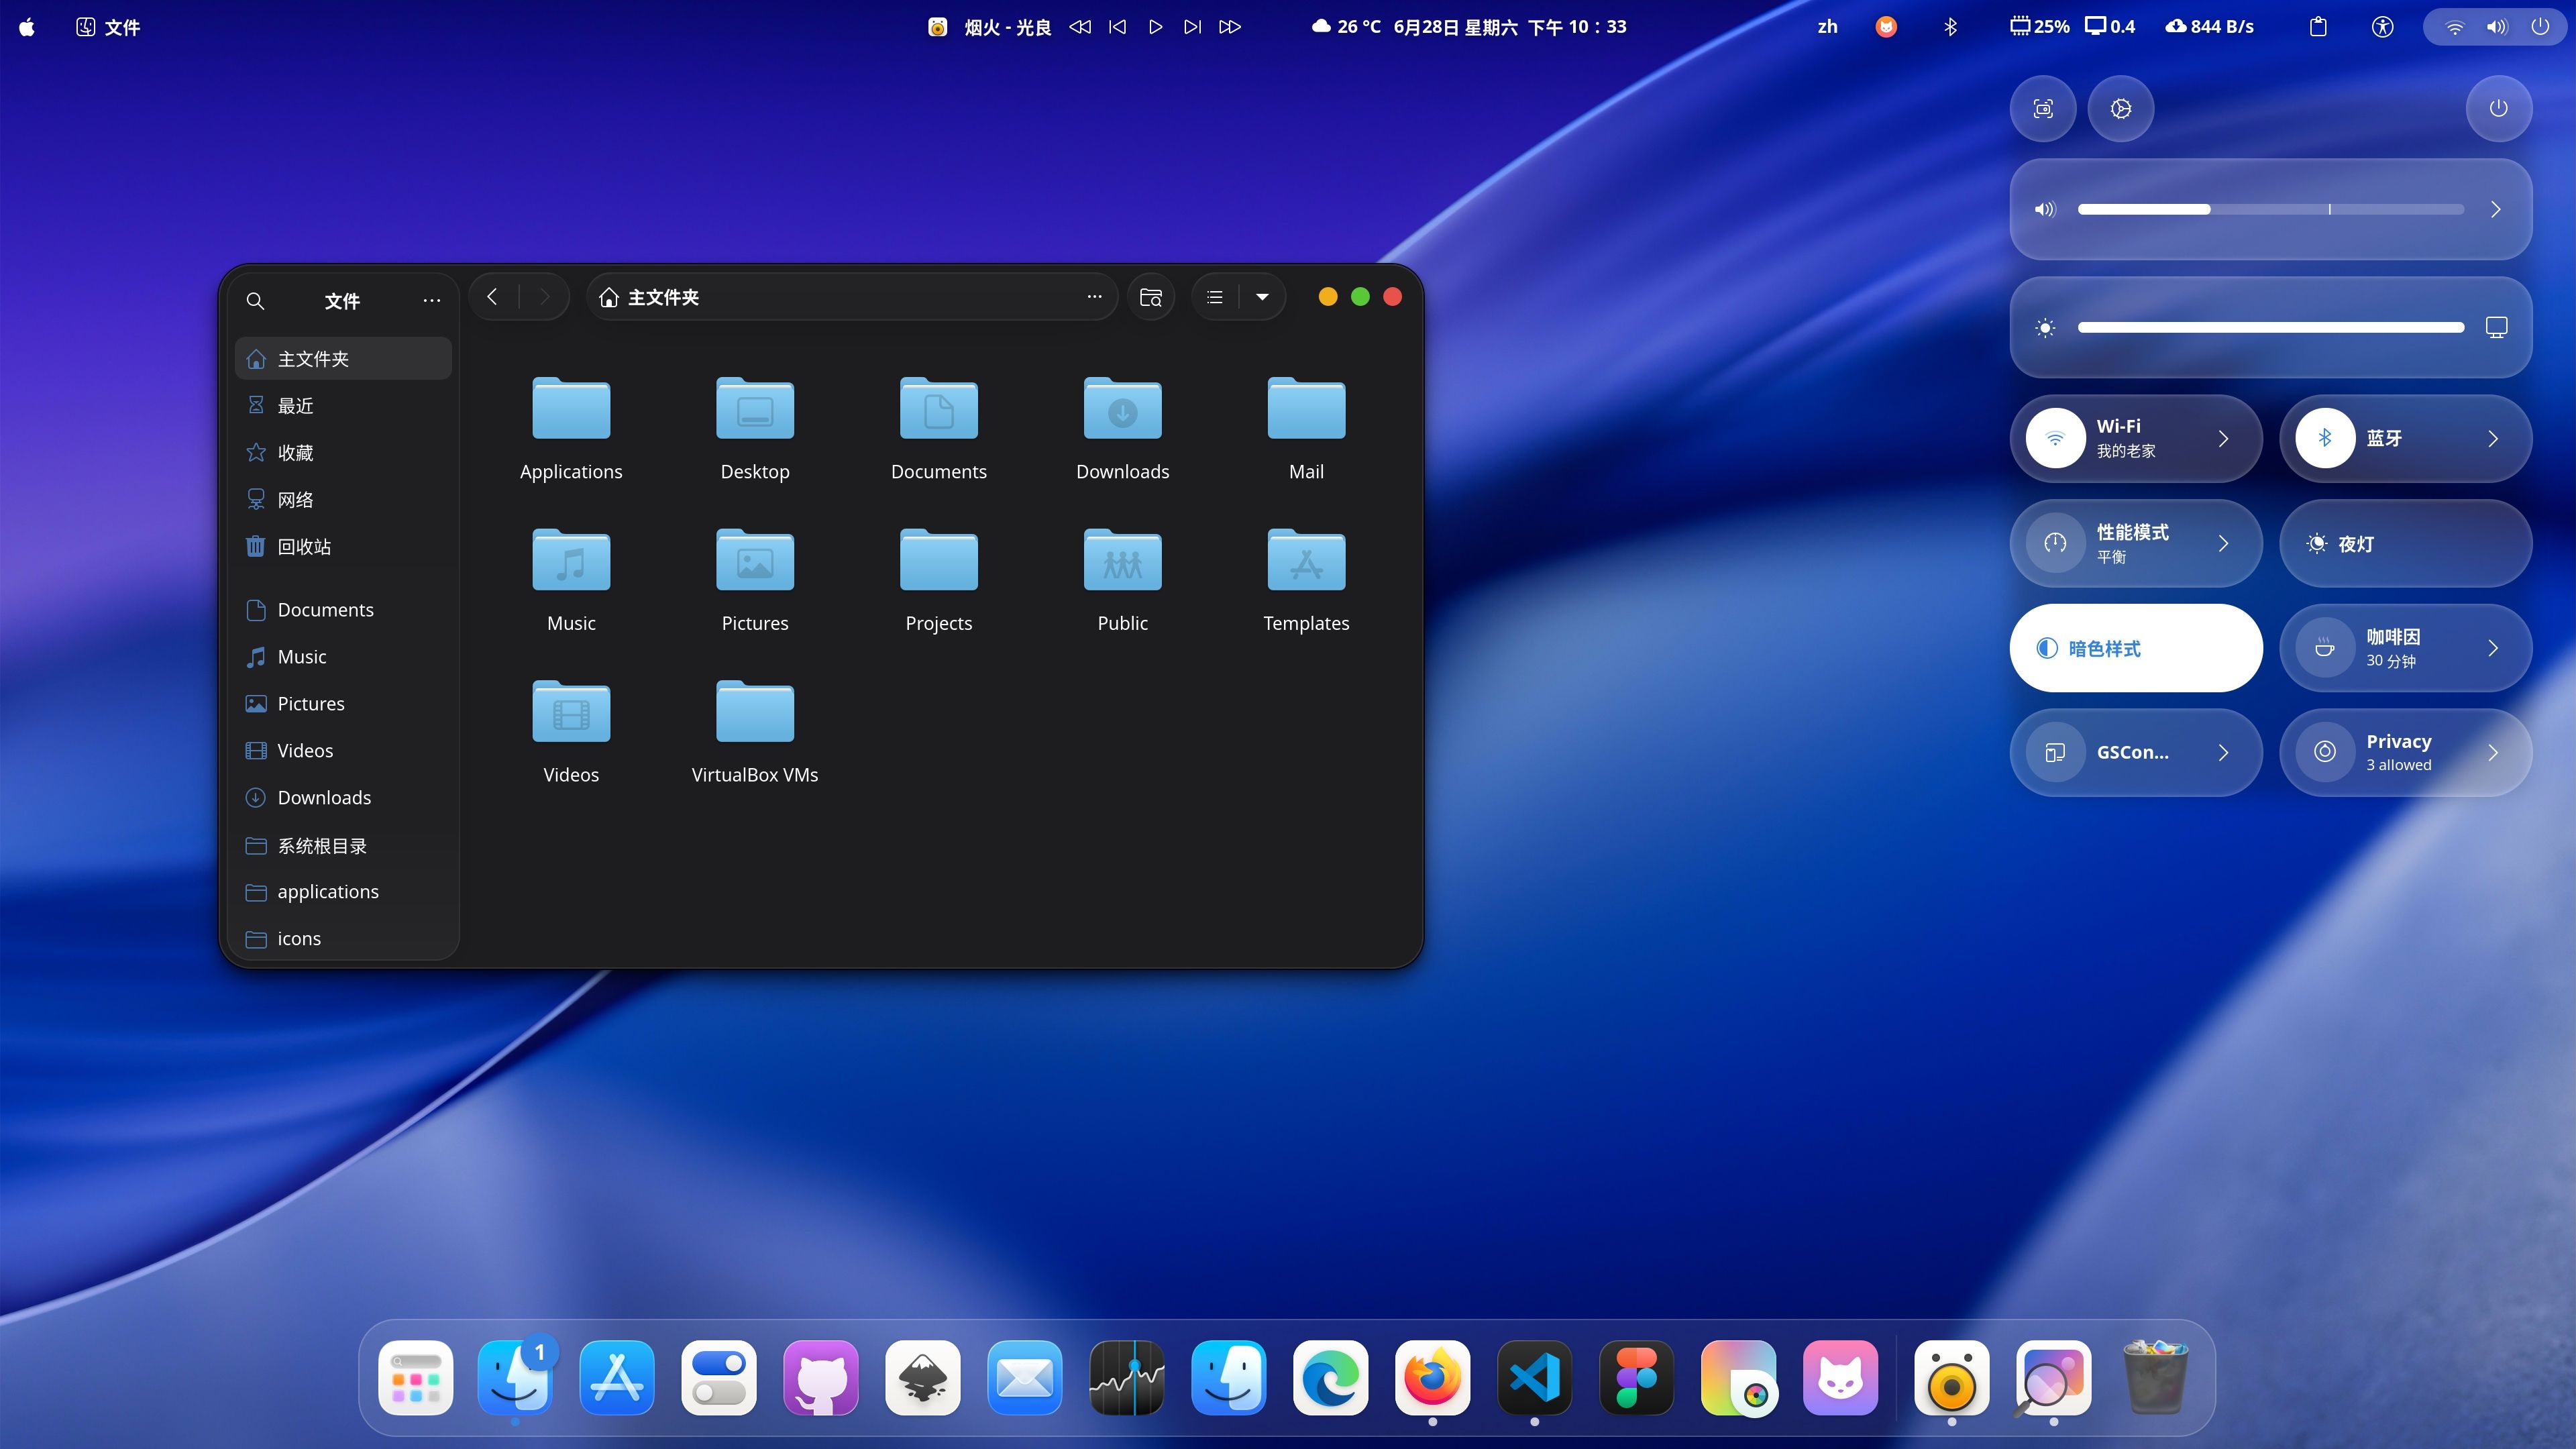 文件
烟火 - 光良
26 °C 6月28日 星期六 下午 10：33
zh
25% 0.4 844 B/s
文件
主文件夹
主文件夹
最近
收藏
网络
回收站
Documents
Music
Pictures
Videos
Downloads
系统根目录
applications
icons
Applications Desktop Documents Downloads Mail
Music Pictures Projects Public Templates
Videos VirtualBox VMs
Wi-Fi
我的老家
蓝牙
性能模式
平衡
夜灯
暗色样式
咖啡因
30 分钟
GSCon...
Privacy
3 allowed
1